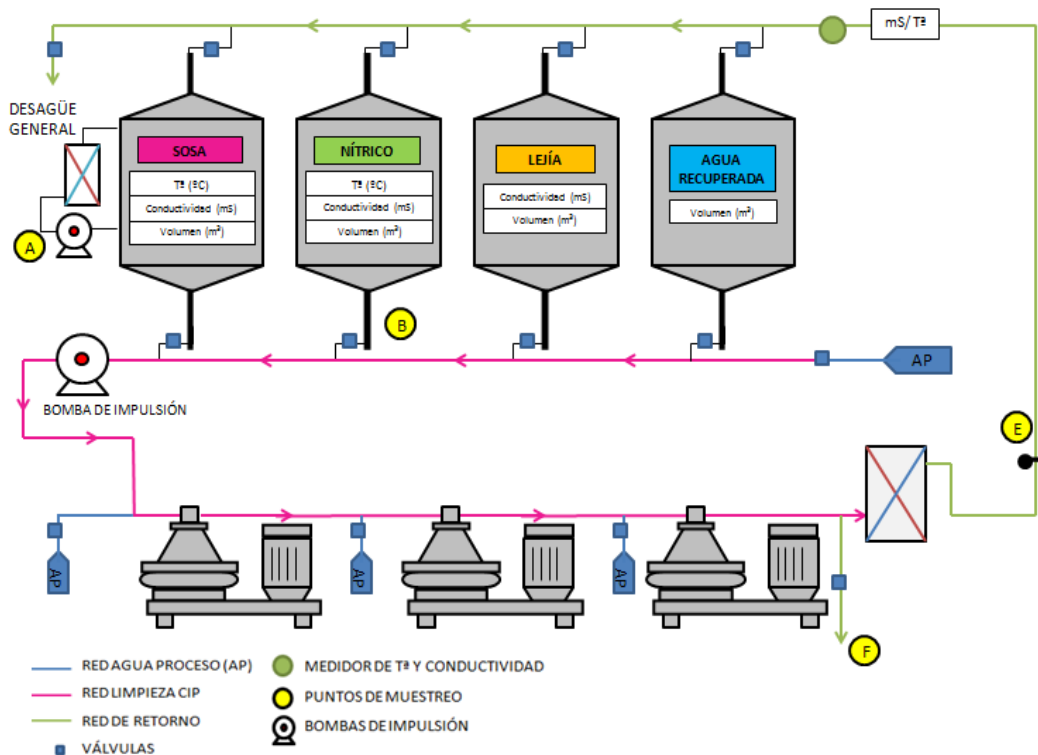 mS/ Tª
DESAGÜE
GENERAL
SOSA
Tª (ºC)
Conductividad (mS)
Volumen (m³)
NÍTRICO
Tª (ºC)
Conductividad (mS)
Volumen (m³)
LEJÍA
Conductividad (mS)
Volumen (m³)
AGUA
RECUPERADA
Volumen (m³)
A
B
AP
BOMBA DE IMPULSIÓN
E
AP
AP
AP
F
RED AGUA PROCESO (AP)
RED LIMPIEZA CIP
RED DE RETORNO
VÁLVULAS
MEDIDOR DE Tª Y CONDUCTIVIDAD
PUNTOS DE MUESTREO
BOMBAS DE IMPULSIÓN